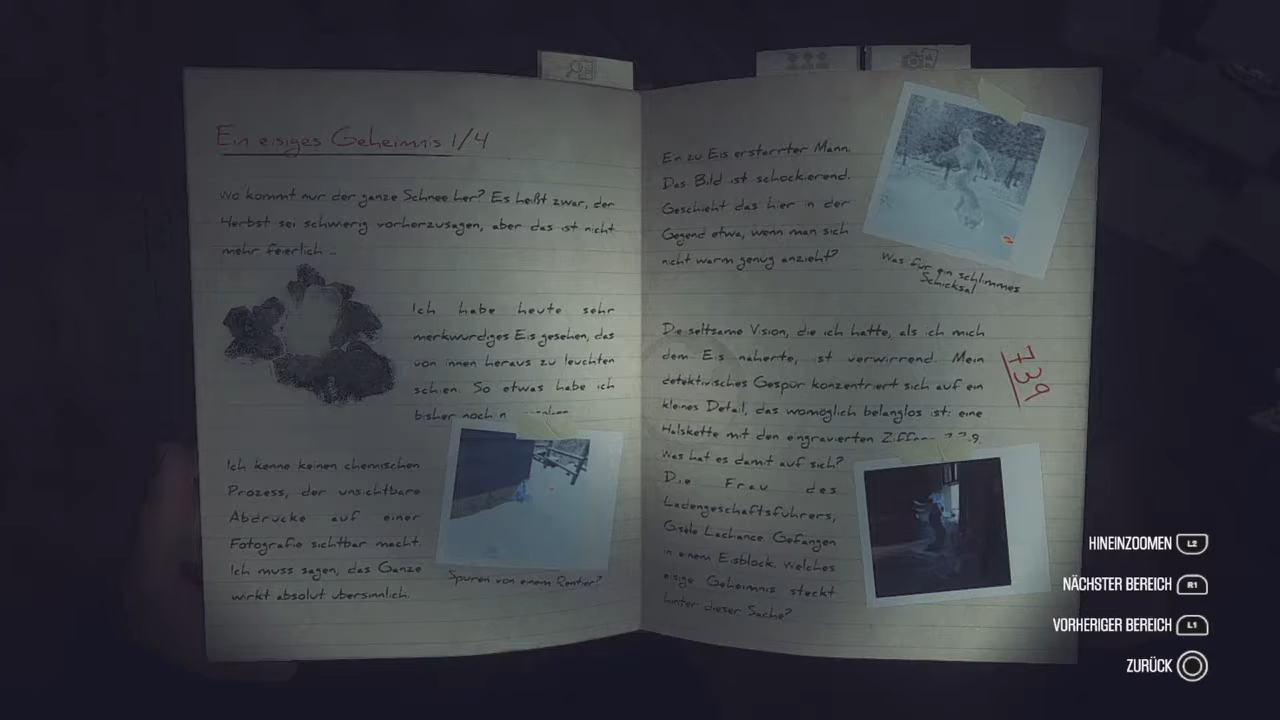 Ein eisiges Geheimnis 1/4
Wo kommt nur der ganze Schnee her? Es heißt zwar, der
Herbst sei schwierig vorherzusagen, aber das ist nicht
mehr feierlich ...
Ich habe heute sehr
merkwürdiges Eis gesehen, das
von innen heraus zu leuchten
schien. So etwas habe ich
bisher noch
Ich kenne keinen chemischen
Prozess, der unsichtbare
Abdrücke auf einer
Fotografie sichtbar macht.
Ich muss sagen, das Ganze
wirkt absolut übersinnlich.
Spuren von einem Rentier?
Ein zu Eis erstarrter Mann.
Das Bild ist schockierend.
Geschieht das hier in der
Gegend etwa, wenn man sich
nicht warm genug anzieht?
Was für ein schlimmes
Schicksal
Die seltsame Vision, die ich hatte, als ich mich
dem Eis näherte, ist verwirrend. Mein
detektivisches Gespür konzentriert sich auf ein
kleines Detail, das womöglich belanglos ist: eine
Halskette mit den eingravierten
Was hat es damit auf sich?
739
Die Frau des
Ladengeschäftsführers,
Gisèle Lachance. Gefangen
in einem Eisblock. Welches
eisige Geheimnis steckt
hinter dieser Sache?
HINEINZOOMEN L2
NÄCHSTER BEREICH R1
VORHERIGER BEREICH L1
ZURÜCK